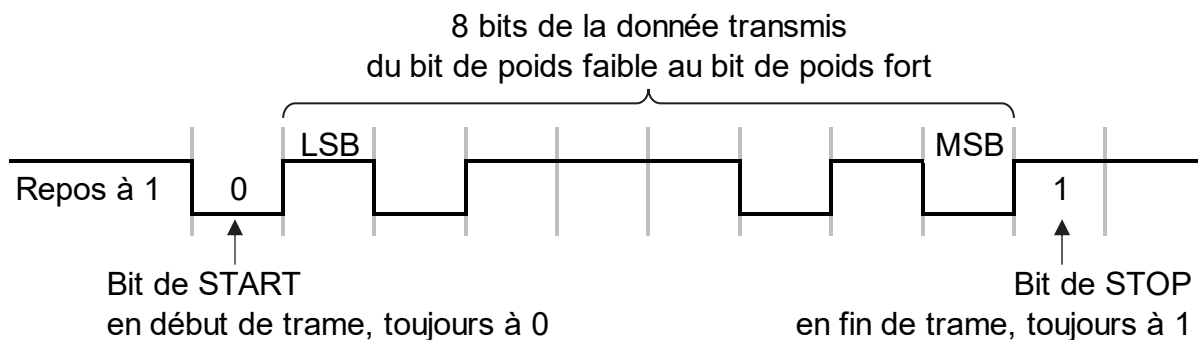 8 bits de la donnée transmis
du bit de poids faible au bit de poids fort
LSB
MSB
Repos à 1
0
1
Bit de START
en début de trame, toujours à 0
Bit de STOP
en fin de trame, toujours à 1